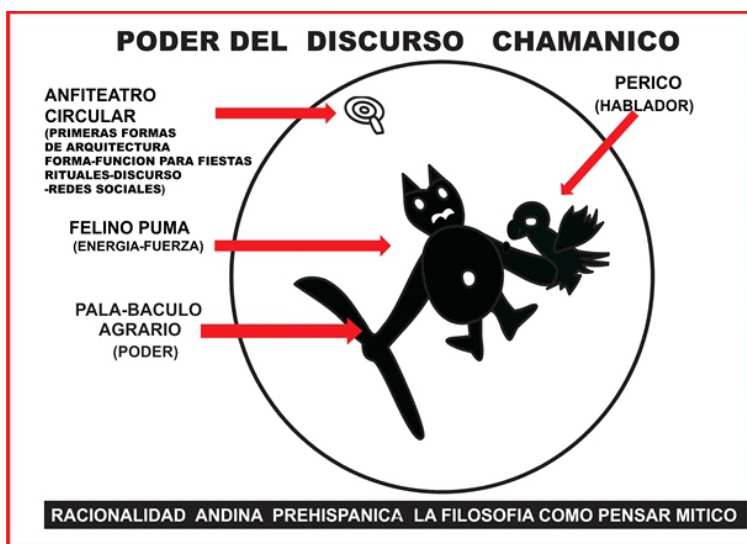 PODER DEL DISCURSO CHAMANICO
ANFITEATRO
CIRCULAR
(PRIMERAS FORMAS
DE ARQUITECTURA
FORMA-FUNCION PARA FIESTAS
RITUALES-DISCURSO
-REDES SOCIALES)
PERICO
(HABLADOR)
FELINO PUMA
(ENERGIA-FUERZA)
PALA-BACULO
AGRARIO
(PODER)
RACIONALIDAD ANDINA PREHISPANICA LA FILOSOFIA COMO PENSAR MITICO